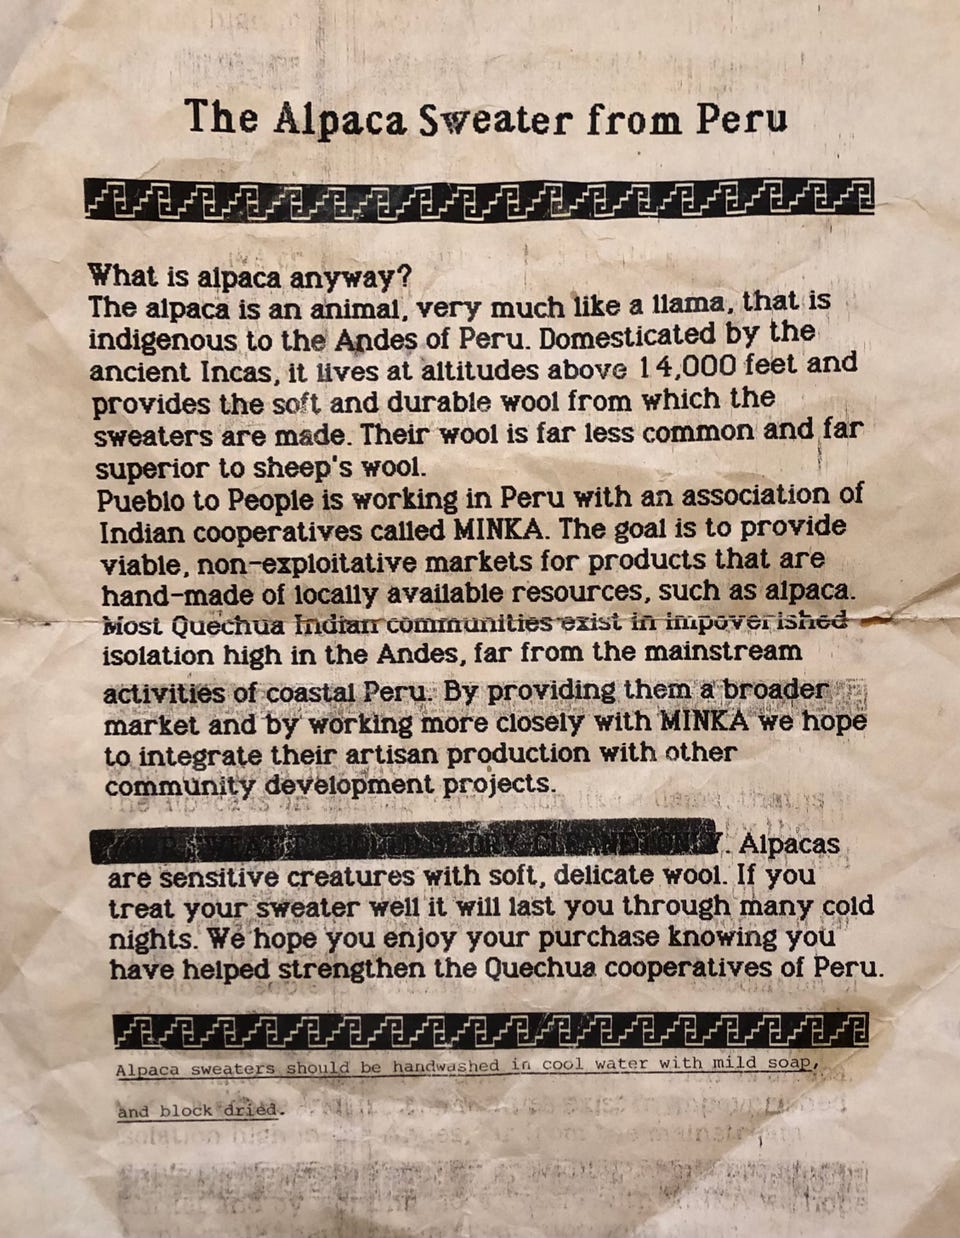 The Alpaca Sweater from Peru
What is alpaca anyway?
The alpaca is an animal, very much like a llama, that is
indigenous to the Andes of Peru. Domesticated by the
ancient Incas, it lives at altitudes above 14,000 feet and
provides the soft and durable wool from which the
sweaters are made. Their wool is far less common and far
superior to sheep's wool.
Pueblo to People is working in Peru with an association of
Indian cooperatives called MINKA. The goal is to provide
viable, non-exploitative markets for products that are
hand-made of locally available resources, such as alpaca.
Most Quechua Indian communities exist in impoverished
isolation high in the Andes, far from the mainstream
activities of coastal Peru. By providing them a broader
market and by working more closely with MINKA we hope
to integrate their artisan production with other
community development projects.
SHOULD BE DRY CLEANED ONLY. Alpacas
are sensitive creatures with soft, delicate wool. If you
treat your sweater well it will last you through many cold
nights. We hope you enjoy your purchase knowing you
have helped strengthen the Quechua cooperatives of Peru.
Alpaca sweaters should be handwashed in cool water with mild soap,
and block dried.